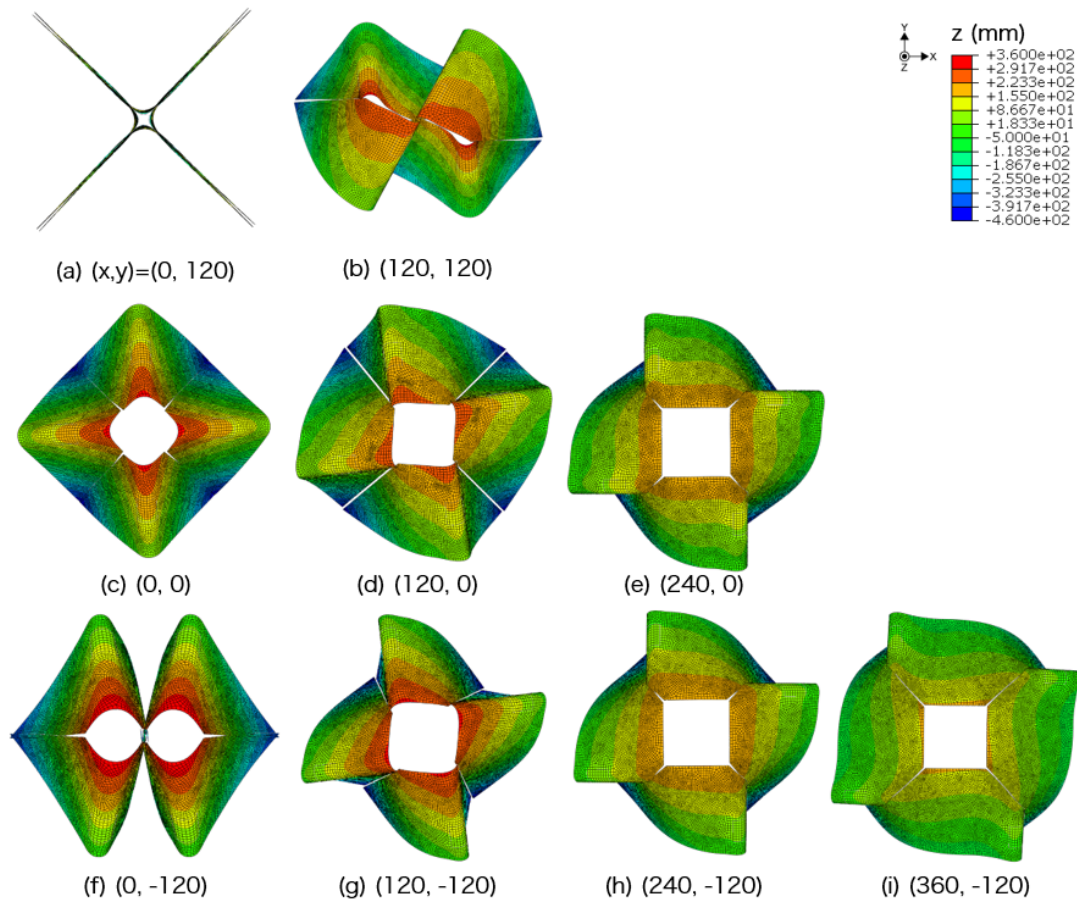 Y
X
Z
z (mm)
+3.600e+02
+2.917e+02
+2.233e+02
+1.550e+02
+8.667e+01
+1.833e+01
-5.000e+01
-1.183e+02
-1.867e+02
-2.550e+02
-3.233e+02
-3.917e+02
-4.600e+02
(a) (x,y)=(0, 120)
(b) (120, 120)
(c) (0, 0)
(d) (120, 0)
(e) (240, 0)
(f) (0, -120)
(g) (120, -120)
(h) (240, -120)
(i) (360, -120)